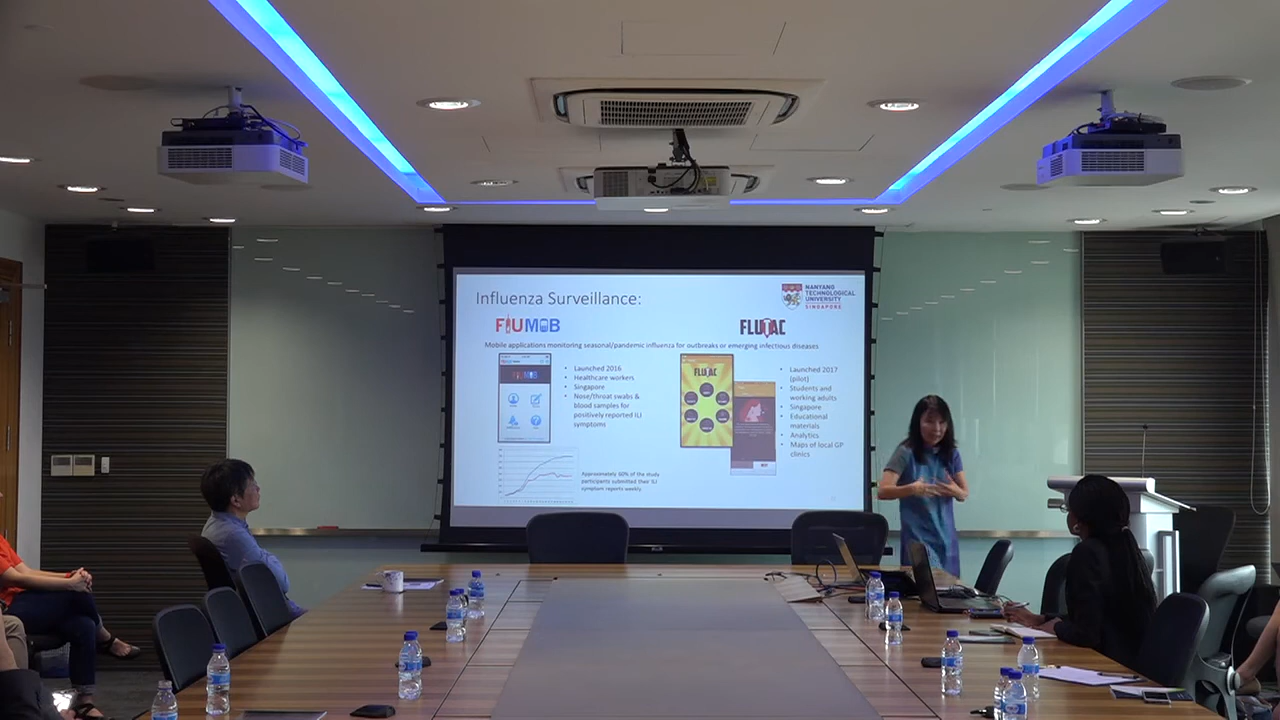 Influenza Surveillance:
NANYANG
TECHNOLOGICAL
UNIVERSITY
SINGAPORE
FLUMOB
FLUTAC
Mobile applications monitoring seasonal/pandemic influenza for outbreaks or emerging infectious diseases
• Launched 2016
• Healthcare workers
• Singapore
• Nose/throat swabs &
blood samples for
positively reported ILI
symptoms
FLUTAC
• Launched 2017
(pilot)
• Students and
working adults
• Singapore
• Educational
materials
• Analytics
• Maps of local GP
clinics
Approximately 60% of the study
participants submitted their ILI
symptom reports weekly.